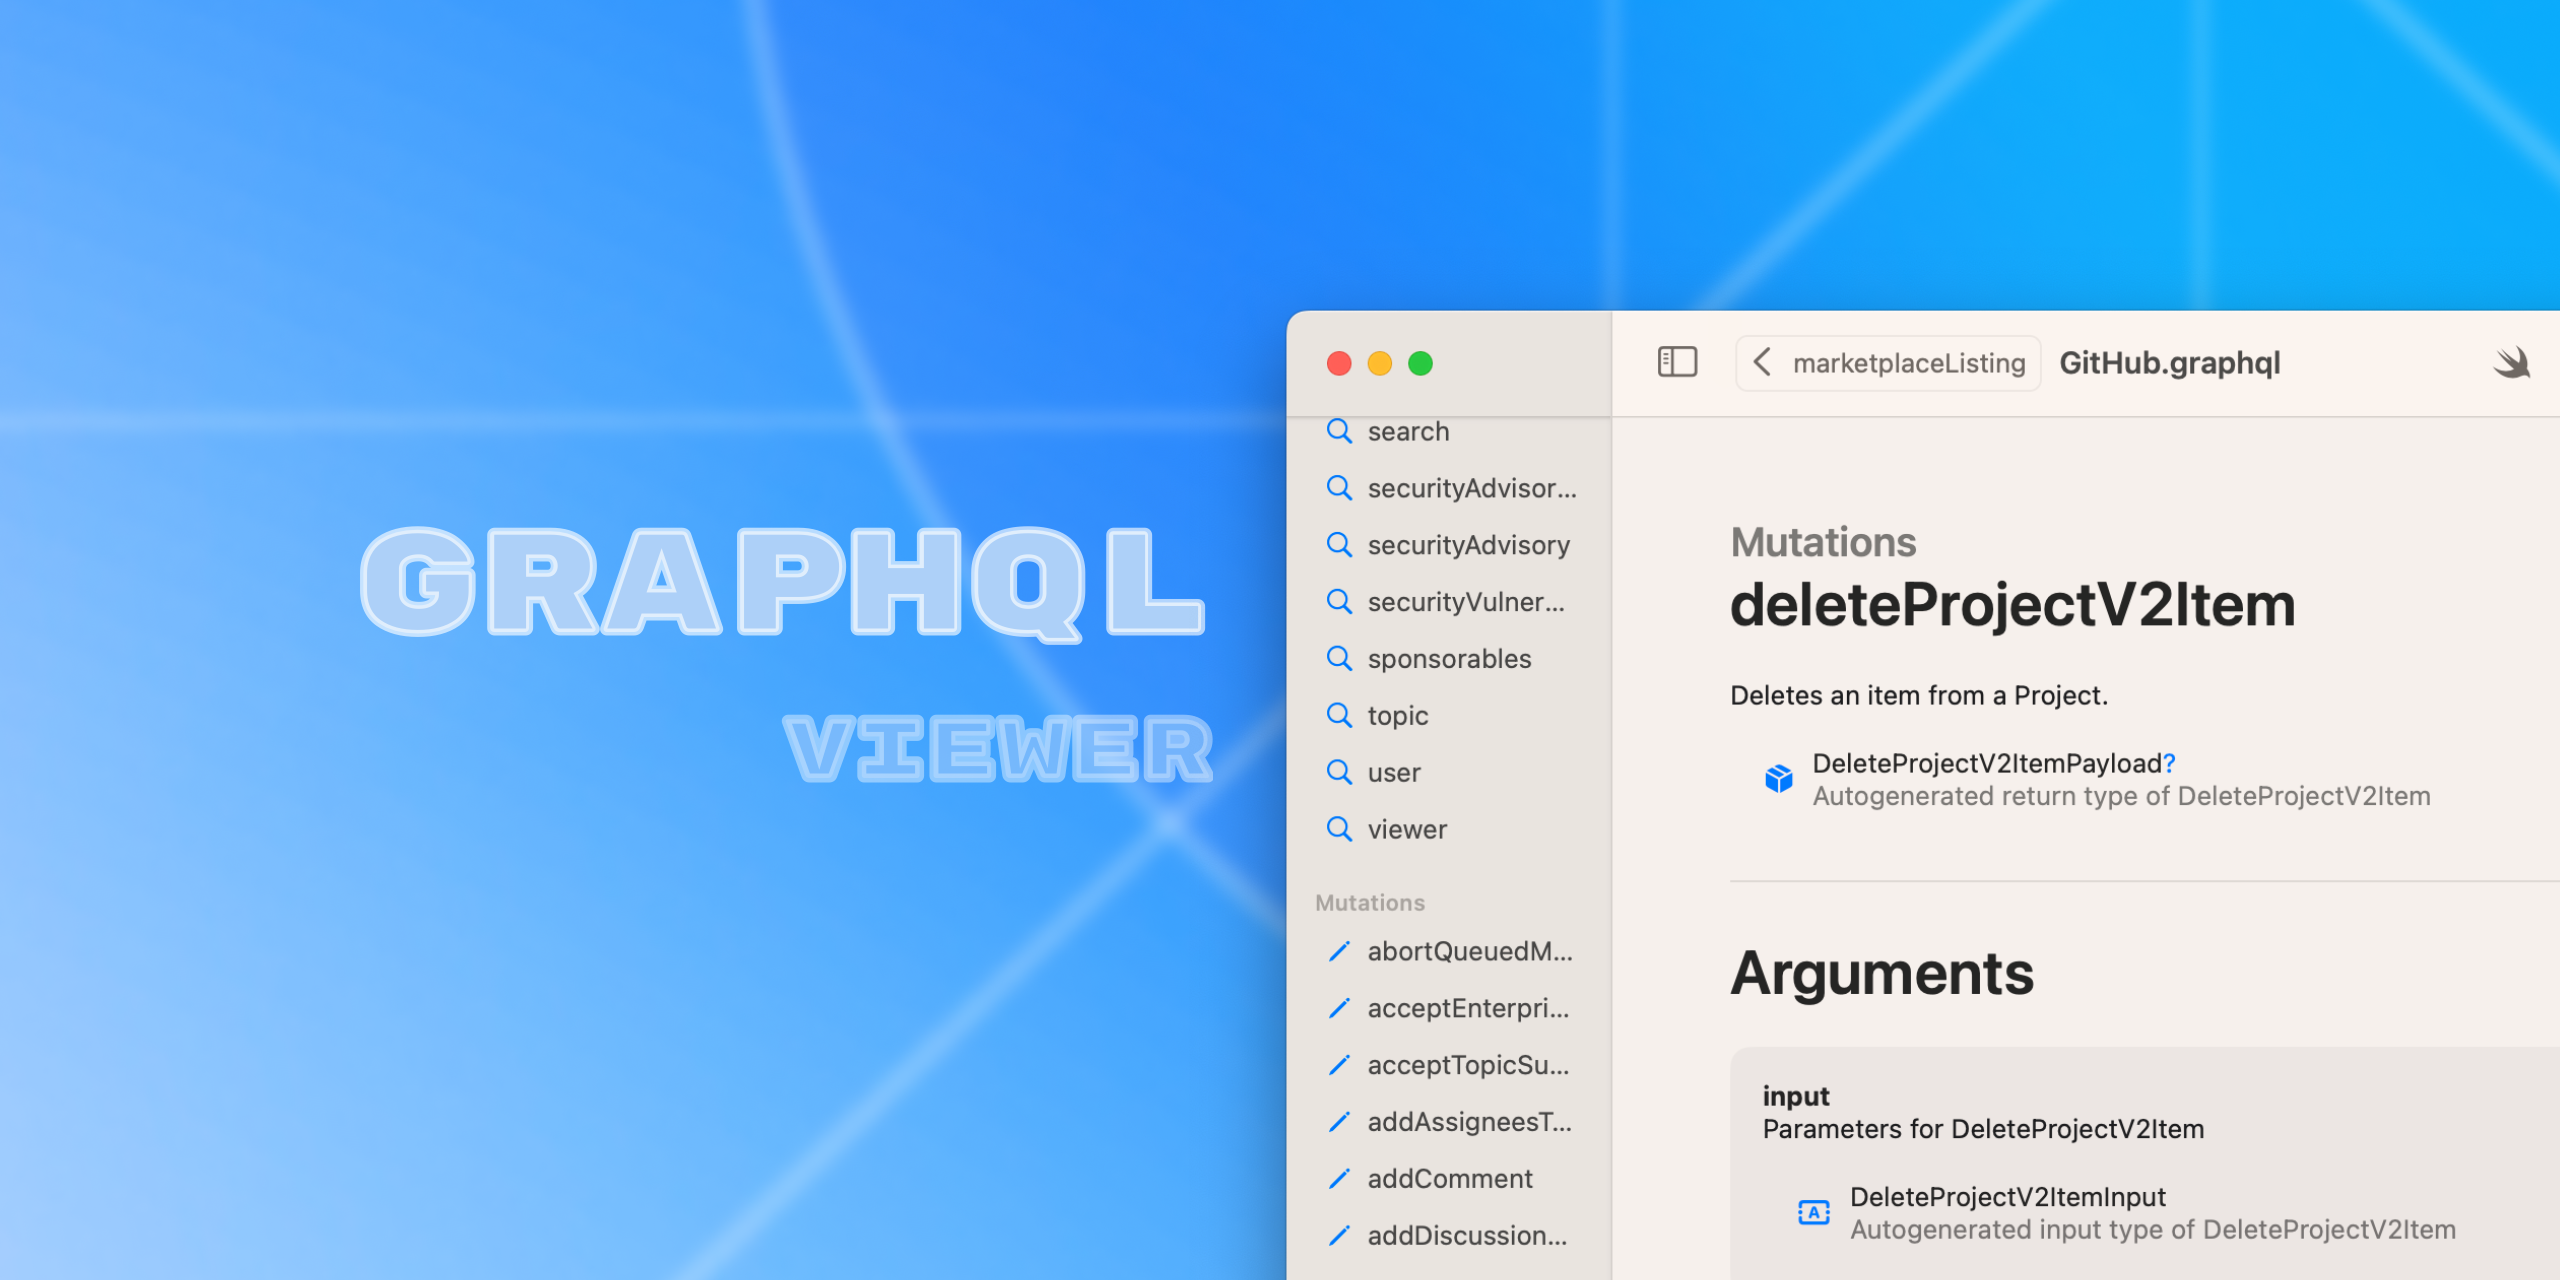 GRAPHQL
VIEWER
marketplaceListing
GitHub.graphql
search
securityAdvisor...
securityAdvisory
securityVulner...
sponsorables
topic
user
viewer
Mutations
abortQueuedM...
acceptEnterpri...
acceptTopicSu...
addAssigneesT...
addComment
addDiscussion...
Mutations
deleteProjectV2Item
Deletes an item from a Project.
DeleteProjectV2ItemPayload?
Autogenerated return type of DeleteProjectV2Item
Arguments
input
Parameters for DeleteProjectV2Item
A
DeleteProjectV2ItemInput
Autogenerated input type of DeleteProjectV2Item